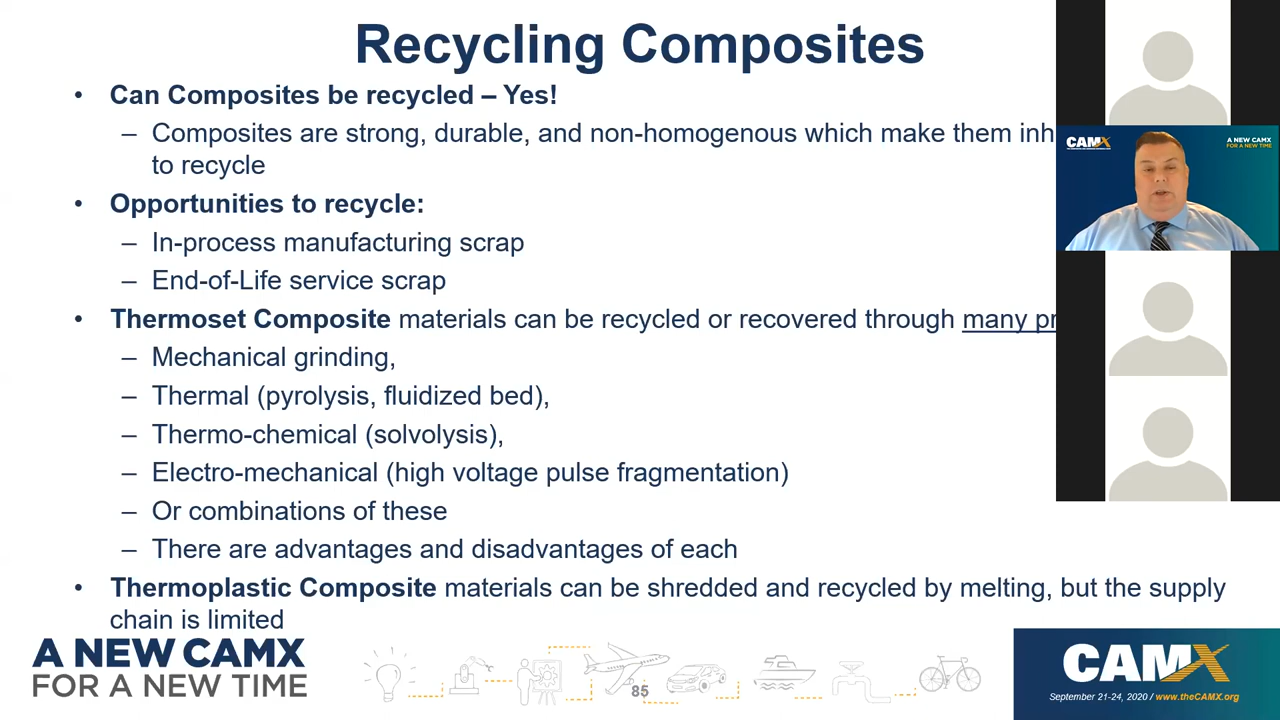 Recycling Composites
• Can Composites be recycled – Yes!
– Composites are strong, durable, and non-homogenous which make them
to recycle
• Opportunities to recycle:
– In-process manufacturing scrap
– End-of-Life service scrap
• Thermoset Composite materials can be recycled or recovered through many
– Mechanical grinding,
– Thermal (pyrolysis, fluidized bed),
– Thermo-chemical (solvolysis),
– Electro-mechanical (high voltage pulse fragmentation)
– Or combinations of these
– There are advantages and disadvantages of each
• Thermoplastic Composite materials can be shredded and recycled by melting, but the supply
chain is limited
CAMX
A NEW CAMX
FOR A NEW TIME
A NEW CAMX
FOR A NEW TIME
85
CAMX
September 21-24, 2020 / www.theCAMX.org